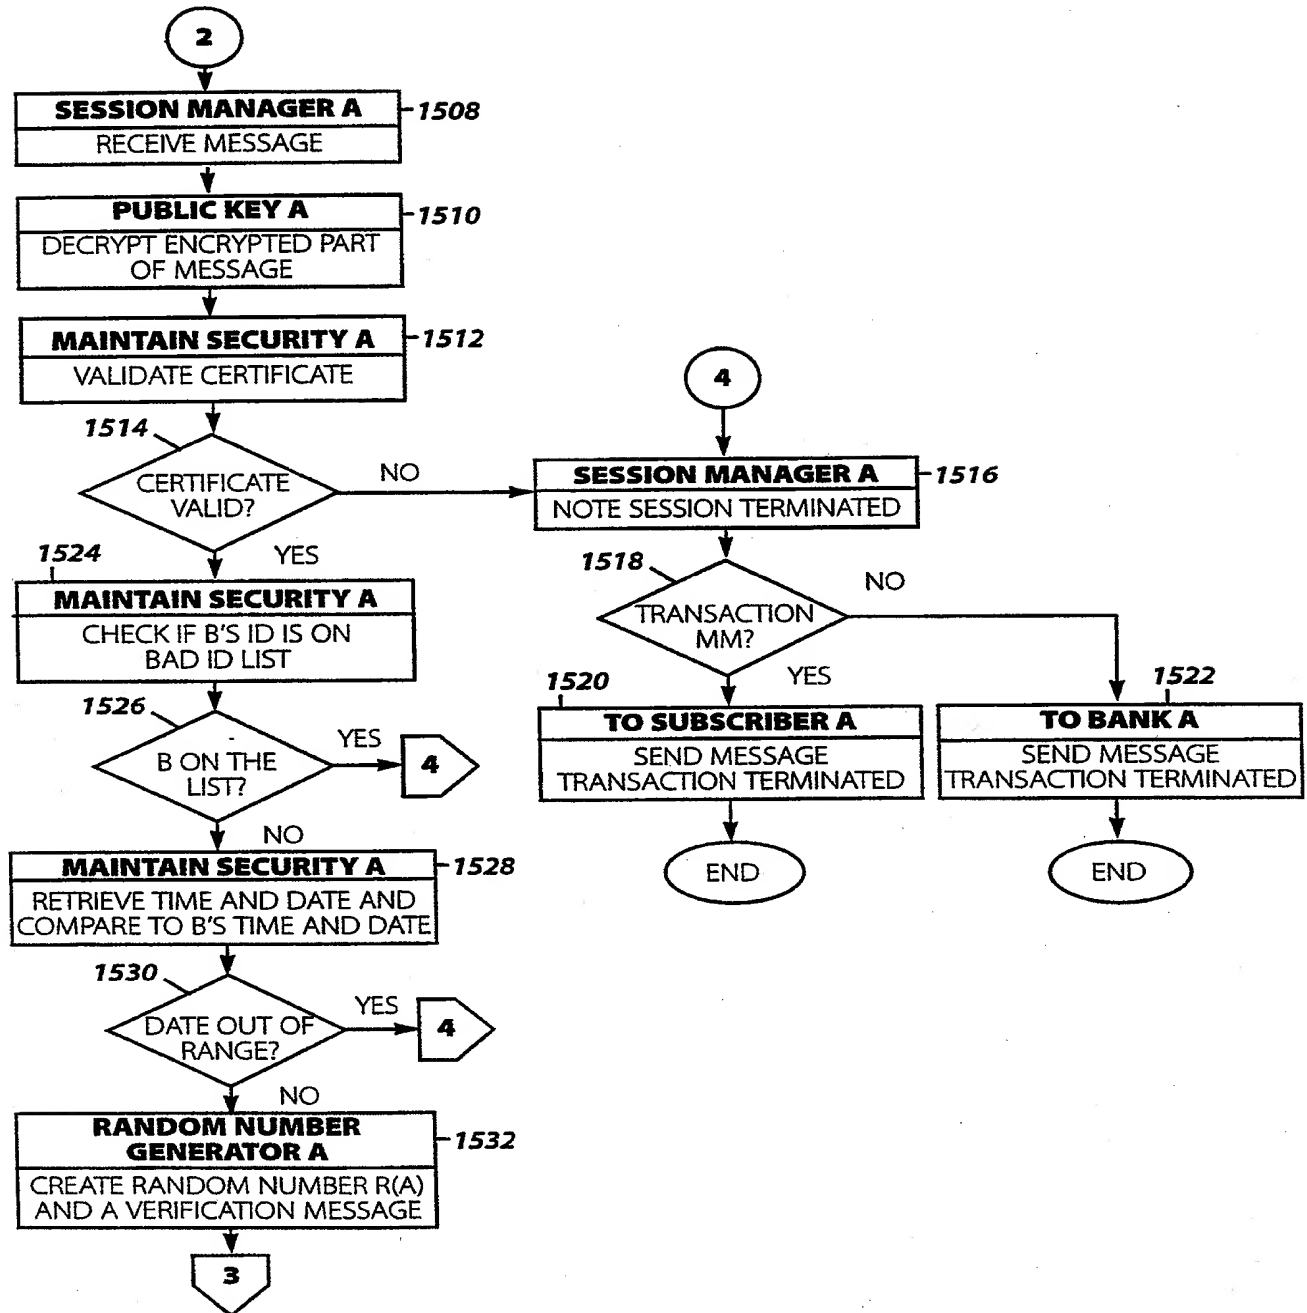 2
SESSION MANAGER A
1508
RECEIVE MESSAGE
PUBLIC KEY A
1510
DECRYPT ENCRYPTED PART
OF MESSAGE
MAINTAIN SECURITY A
1512
VALIDATE CERTIFICATE
1514
CERTIFICATE
VALID?
NO
YES
4
SESSION MANAGER A
1516
NOTE SESSION TERMINATED
1518
TRANSACTION
MM?
NO
YES
1520
TO SUBSCRIBER A
SEND MESSAGE
TRANSACTION TERMINATED
END
1522
TO BANK A
SEND MESSAGE
TRANSACTION TERMINATED
END
1524
MAINTAIN SECURITY A
CHECK IF B'S ID IS ON
BAD ID LIST
1526
B ON THE
LIST?
YES
4
NO
MAINTAIN SECURITY A
1528
RETRIEVE TIME AND DATE AND
COMPARE TO B'S TIME AND DATE
1530
DATE OUT OF
RANGE?
YES
4
NO
RANDOM NUMBER
GENERATOR A
1532
CREATE RANDOM NUMBER R(A)
AND A VERIFICATION MESSAGE
3